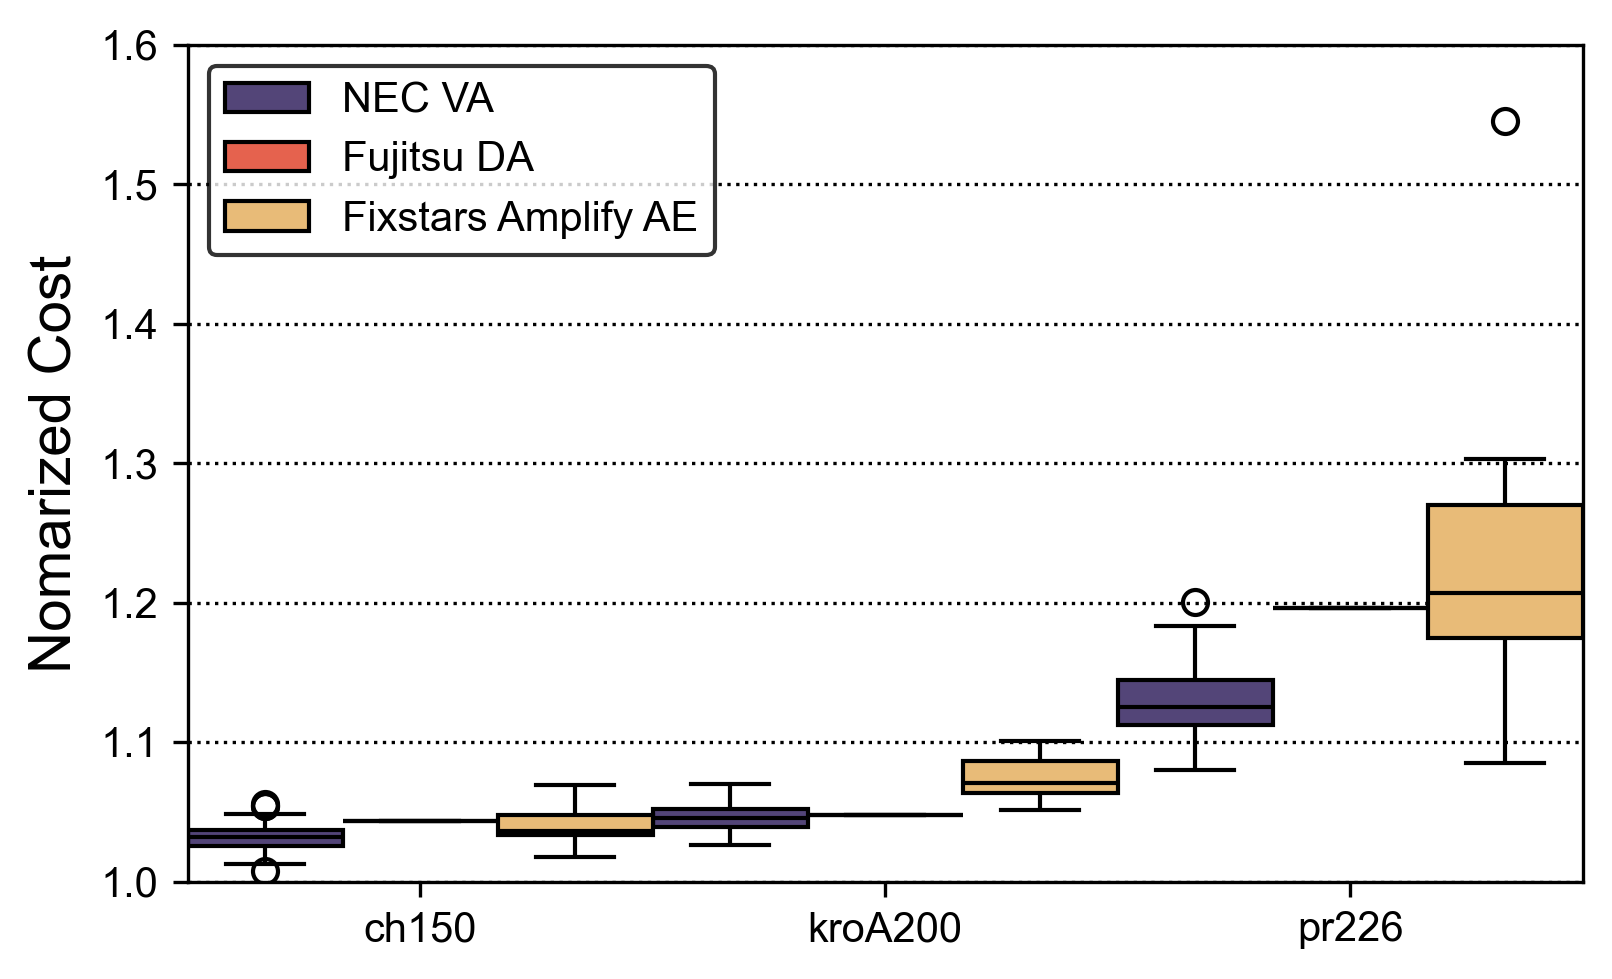 1.6
1.5
1.4
1.3
1.2
1.1
1.0
Nomarized Cost
NEC VA
Fujitsu DA
Fixstars Amplify AE
ch150
kroA200
pr226